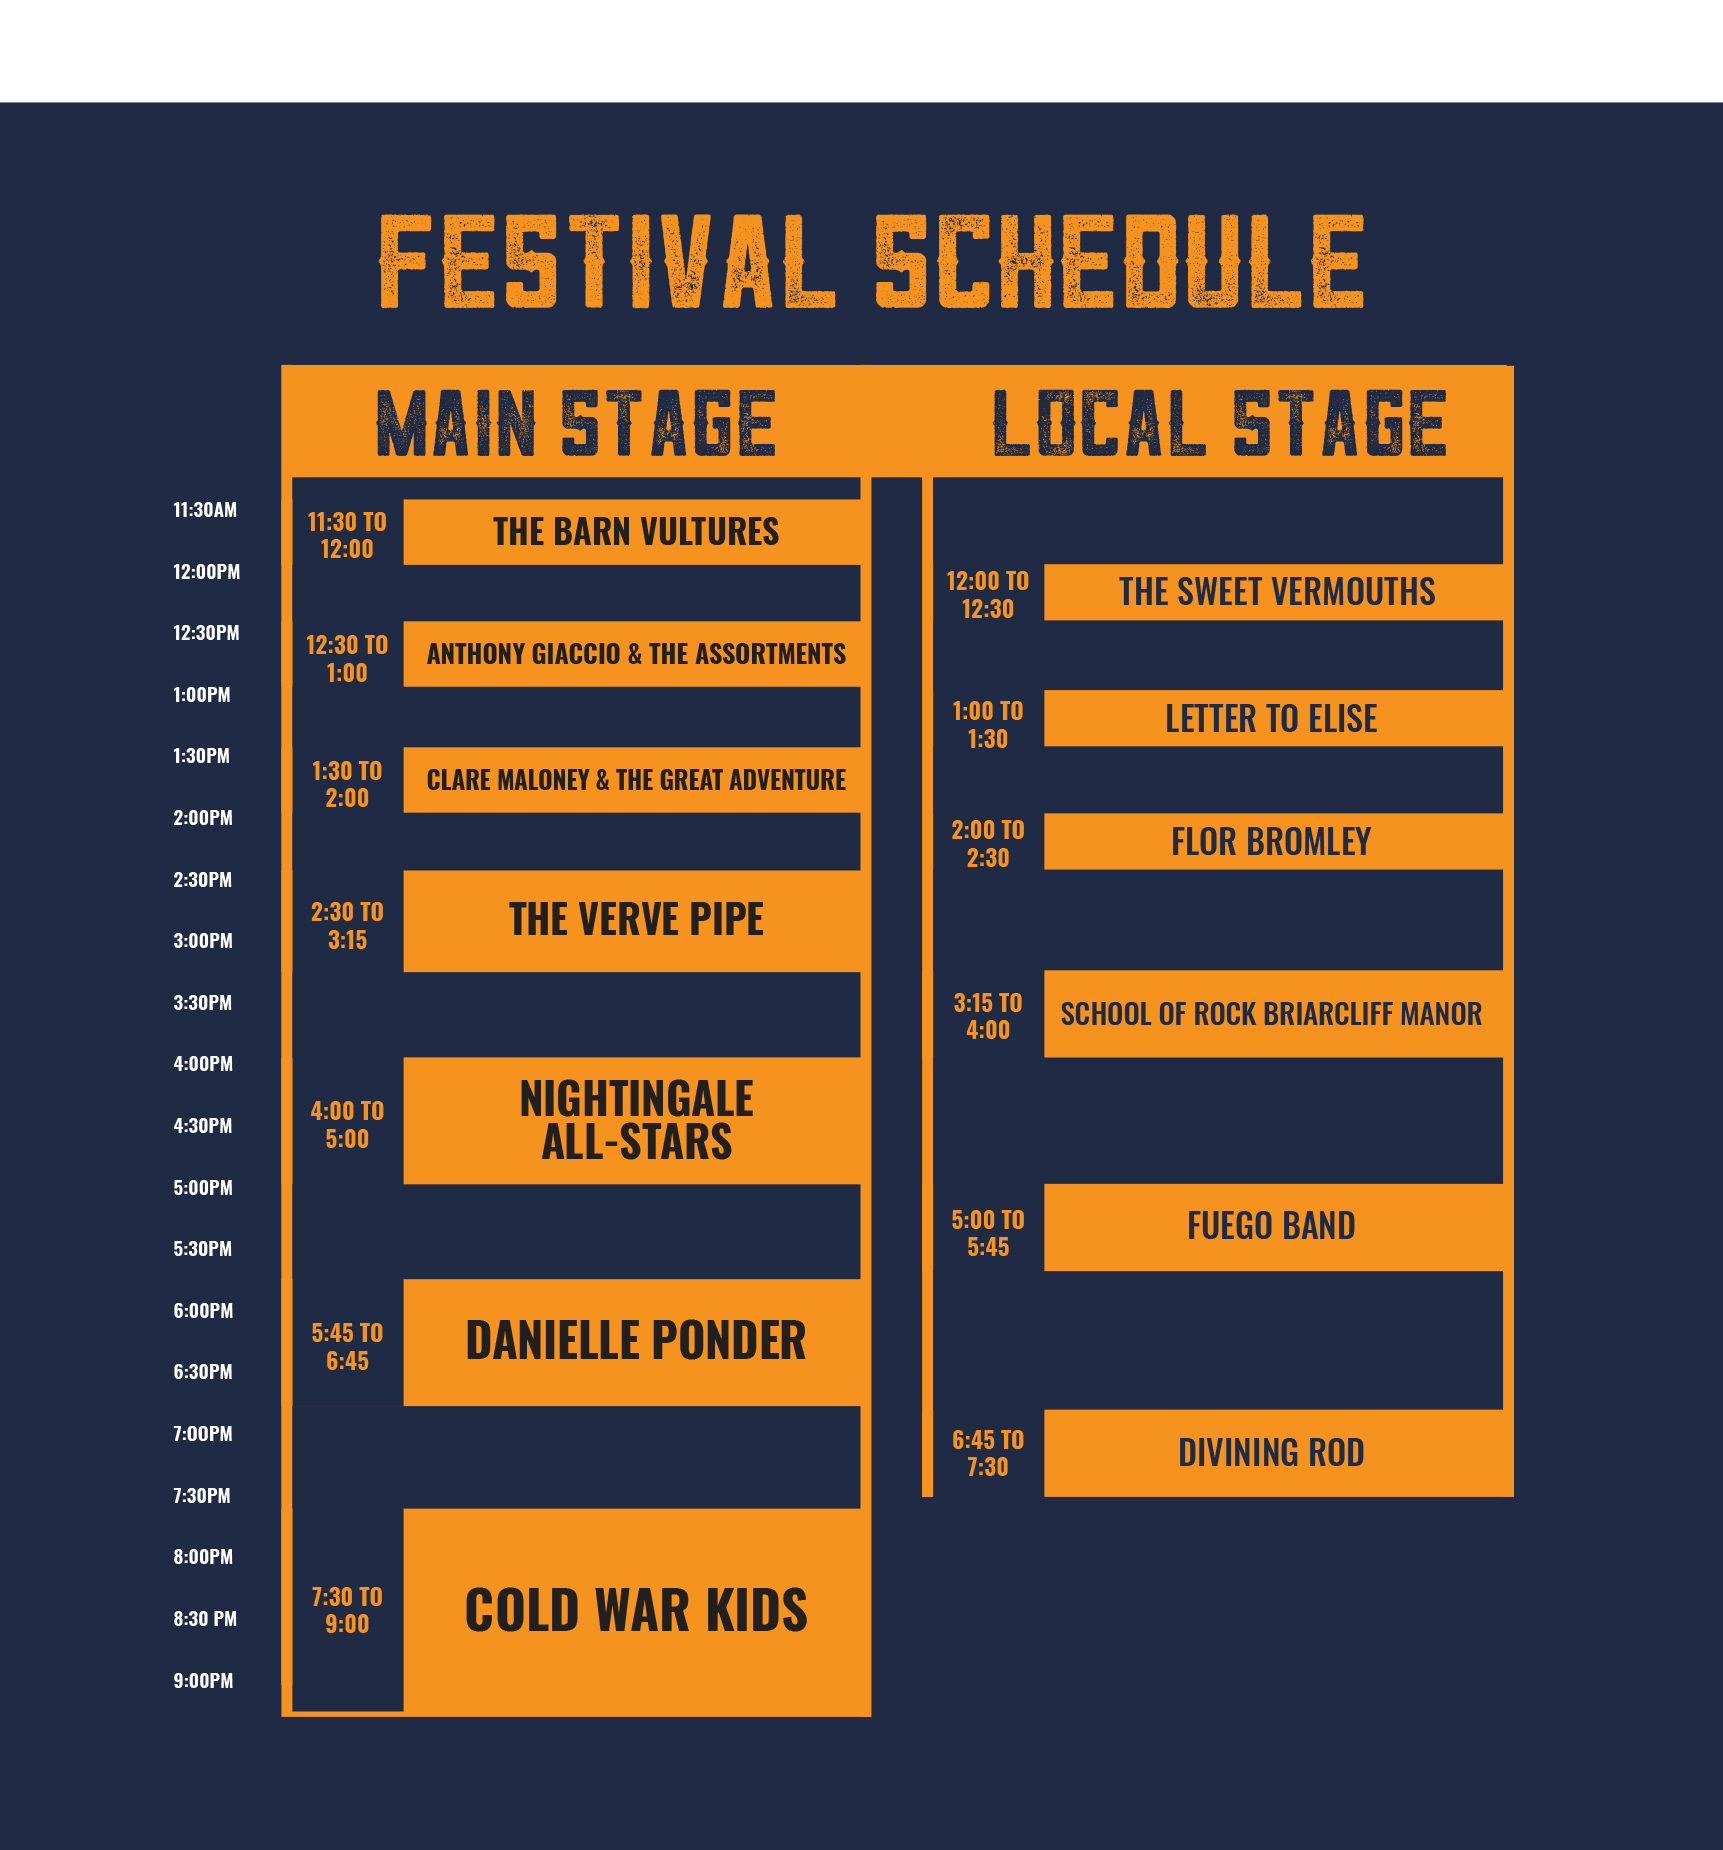 FESTIVAL SCHEDULE
MAIN STAGE
LOCAL STAGE
11:30AM
12:00PM
12:30PM
1:00PM
1:30PM
2:00PM
2:30PM
3:00PM
3:30PM
4:00PM
4:30PM
5:00PM
5:30PM
6:00PM
6:30PM
7:00PM
7:30PM
8:00PM
8:30 PM
9:00PM
11:30 TO
12:00
THE BARN VULTURES
12:30 TO
1:00
ANTHONY GIACCIO & THE ASSORTMENTS
1:30 TO
2:00
CLARE MALONEY & THE GREAT ADVENTURE
2:30 TO
3:15
THE VERVE PIPE
4:00 TO
5:00
NIGHTINGALE
ALL-STARS
5:45 TO
6:45
DANIELLE PONDER
7:30 TO
9:00
COLD WAR KIDS
12:00 TO
12:30
THE SWEET VERMOUTHS
1:00 TO
1:30
LETTER TO ELISE
2:00 TO
2:30
FLOR BROMLEY
3:15 TO
4:00
SCHOOL OF ROCK BRIARCLIFF MANOR
5:00 TO
5:45
FUEGO BAND
6:45 TO
7:30
DIVINING ROD